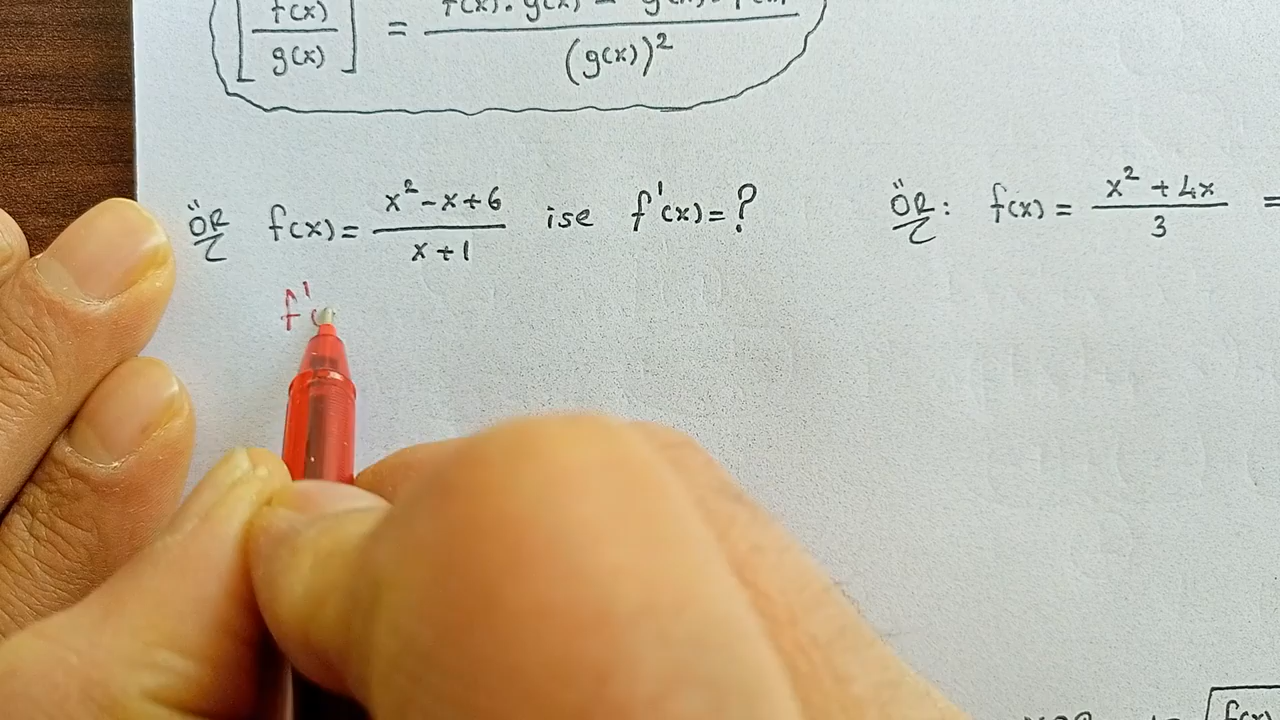 [f(x)/g(x)] = /(g(x))²
ÖR f(x) = (x² - x + 6)/(x + 1) ise f'(x) = ?
ÖR: f(x) = (x² + 4x)/3 =
f'(